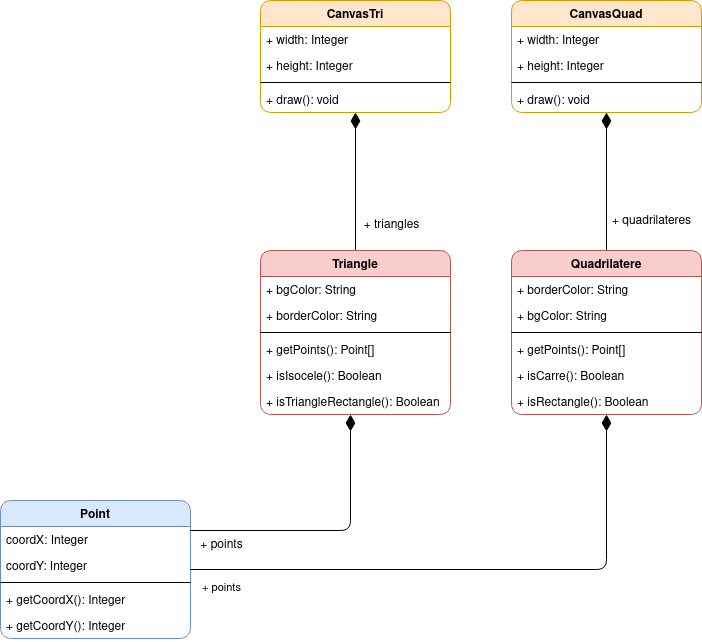 CanvasTri
+ width: Integer
+ height: Integer
+ draw(): void
CanvasQuad
+ width: Integer
+ height: Integer
+ draw(): void
+ triangles
+ quadrilateres
Triangle
+ bgColor: String
+ borderColor: String
+ getPoints(): Point[]
+ isIsocele(): Boolean
+ isTriangleRectangle(): Boolean
Quadrilatere
+ borderColor: String
+ bgColor: String
+ getPoints(): Point[]
+ isCarre(): Boolean
+ isRectangle(): Boolean
Point
coordX: Integer
coordY: Integer
+ getCoordX(): Integer
+ getCoordY(): Integer
+ points
+ points